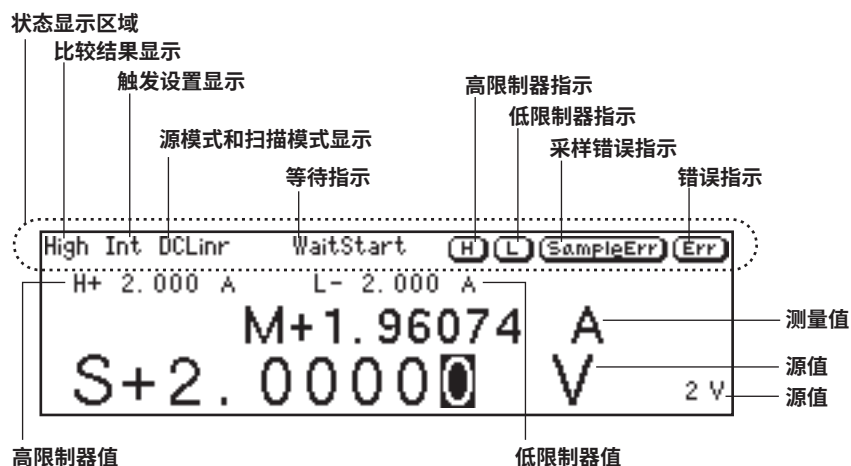 状态显示区域
比较结果显示
触发设置显示
高限制器指示
低限制器指示
源模式和扫描模式显示
采样错误指示
等待指示
错误指示
High Int DCLinr WaitStart H L SampleErr Err
H+ 2.000 A L- 2.000 A
M+1.96074 A
测量值
S+2.00000 V
源值
2 V
源值
高限制器值
低限制器值